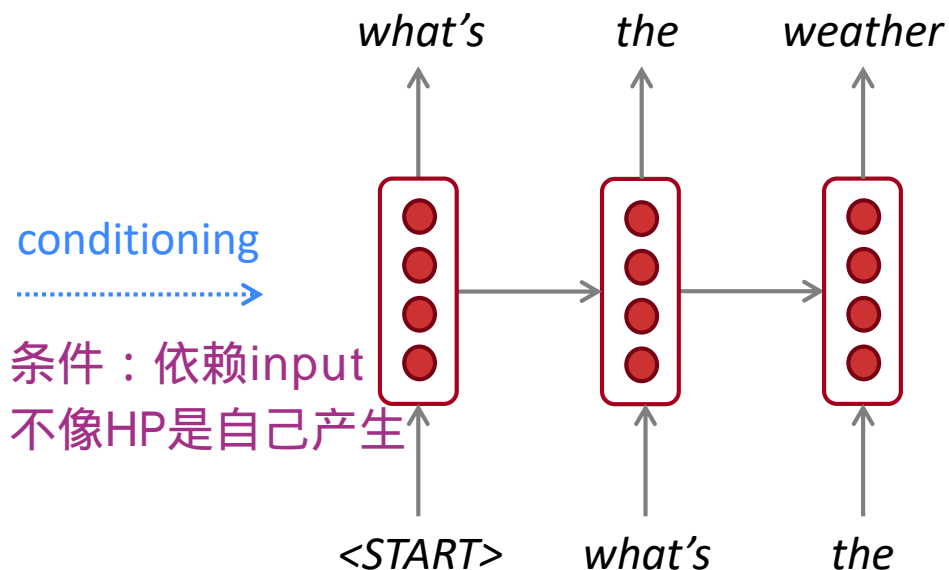 what’s the weather
conditioning
条件：依赖input
不像HP是自己产生
<START> what’s the